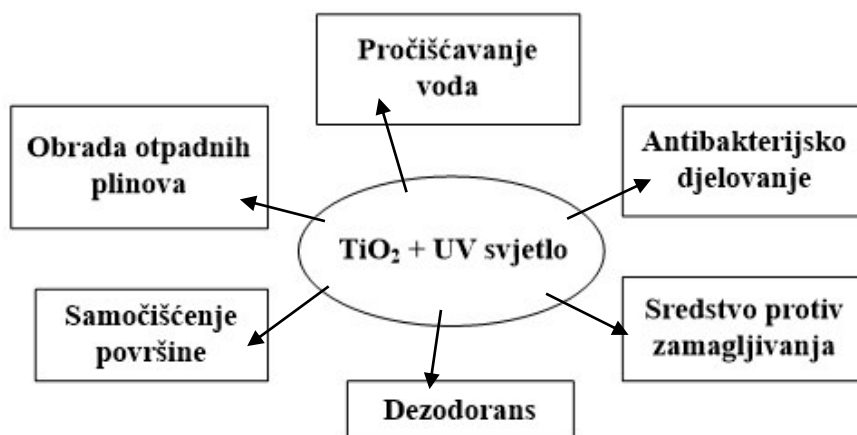 Pročišćavanje
voda
Obrada otpadnih
plinova
Antibakterijsko
djelovanje
TiO₂ + UV svjetlo
Samočišćenje
površine
Sredstvo protiv
zamagljivanja
Dezodorans